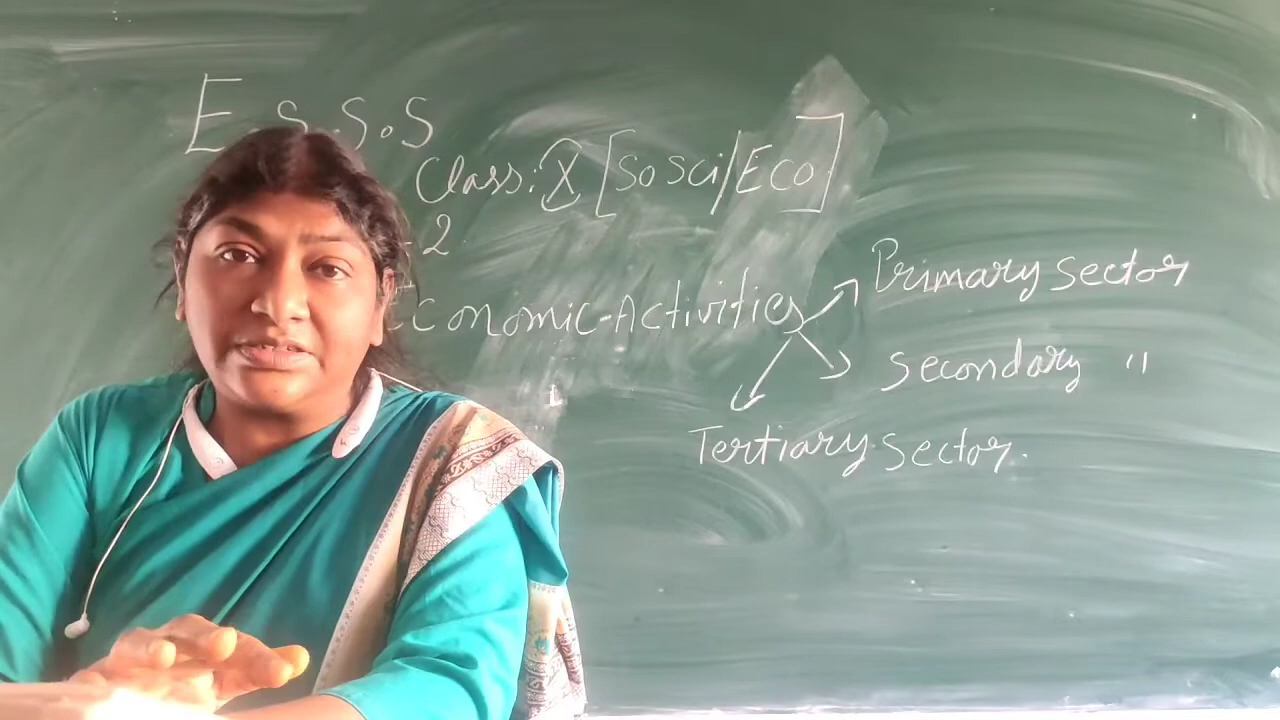 E.S.S.o.S
Class: X [So Sci/Eco]
-2
Economic-Activities
Primary sector
Secondary "
Tertiary sector.